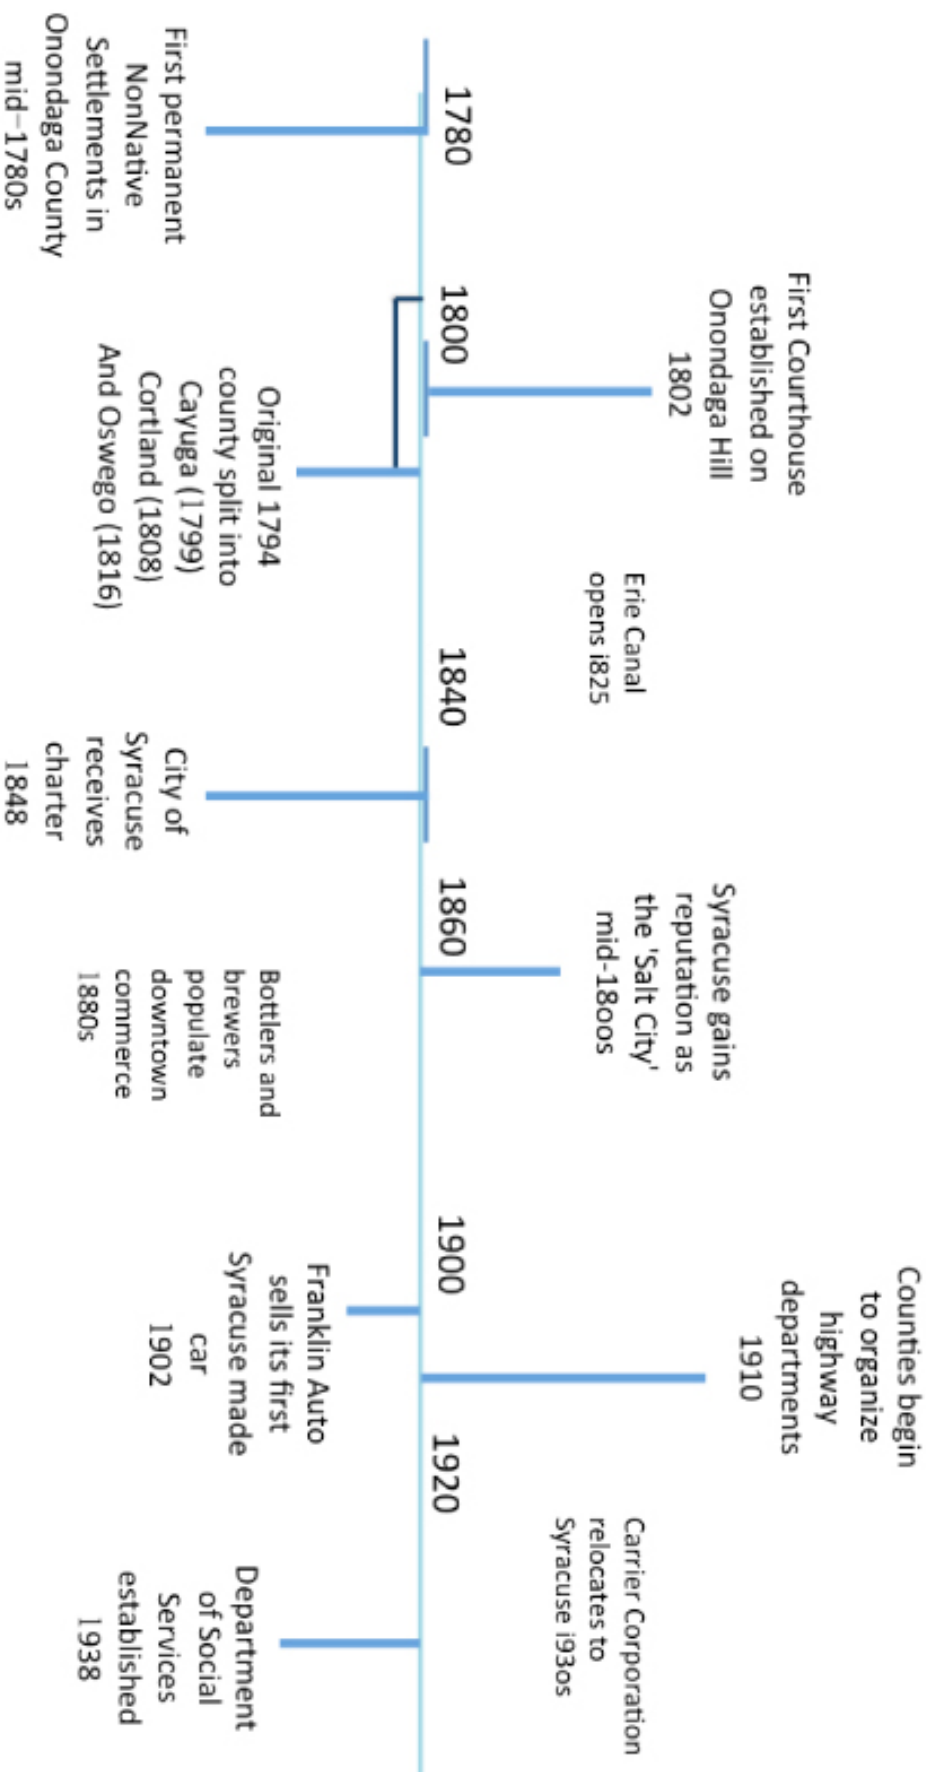 First Courthouse
established on
Onondaga Hill
1802
Erie Canal
opens i825
Syracuse gains
reputation as
the 'Salt City'
mid-18oos
Counties begin
to organize
highway
departments
1910
Carrier Corporation
relocates to
Syracuse i93os
1780
1800
1840
1860
1900
1920
First permanent
NonNative
Settlements in
Onondaga County
mid-1780s
Original 1794
county split into
Cayuga (1799)
Cortland (1808)
And Oswego (1816)
City of
Syracuse
receives
charter
1848
Bottlers and
brewers
populate
downtown
commerce
1880s
Franklin Auto
sells its first
Syracuse made
car
1902
Department
of Social
Services
established
1938